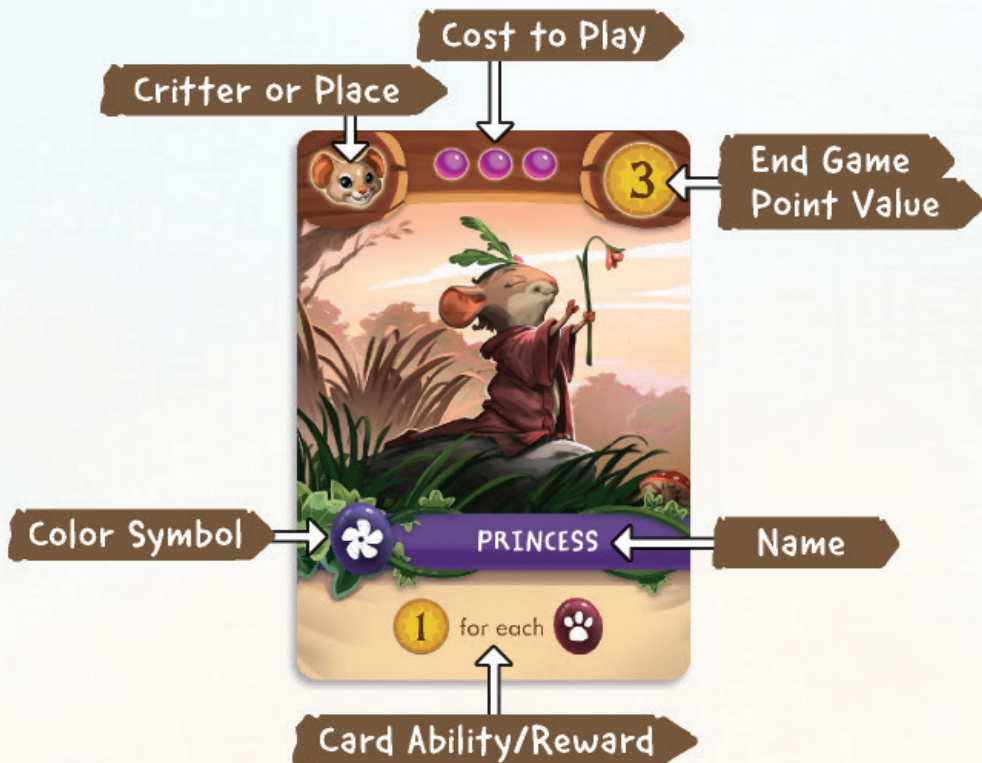 Cost to Play
Critter or Place
3
End Game
Point Value
Color Symbol
PRINCESS
Name
1 for each
Card Ability/Reward